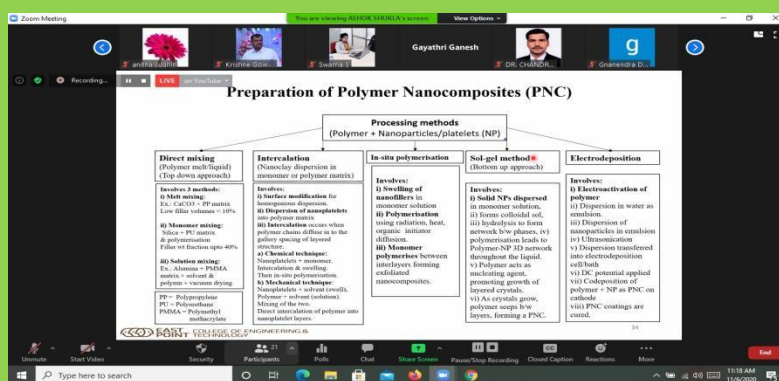 Zoom Meeting
You are viewing ASHOK SHUKLA's screen
View Options
anitha sudhin
Krishne Gow...
Swarna S
Gayathri Ganesh
DR. CHANDR...
g
Gnanendra D...
Recording...
LIVE on YouTube
Preparation of Polymer Nanocomposites (PNC)
Processing methods
(Polymer + Nanoparticles/platelets (NP)
Direct mixing
(Polymer melt/liquid)
(Top down approach)
Involves 3 methods:
i) Melt mixing:
Ex.: CaCO3 + PP matrix
Low filler volumes < 10%
ii) Monomer mixing:
Silica + PU matrix
& polymerisation
Filler wt fraction upto 40%
iii) Solution mixing:
Ex.: Alumina + PMMA
matrix + solvent &
polymn + vacuum drying
PP = Polypropylene
PU = Polyurethane
PMMA = Polymethyl
methacrylate
Intercalation
(Nanoclay dispersion in
monomer or polymer matrix)
Involves:
i) Surface modification for
homogenous dispersion.
ii) Dispersion of nanoplatelets
into polymer matrix
iii) Intercalation occurs when
polymer chains diffuse in to the
gallery spacing of layered
structure.
a) Chemical technique:
Nanoplatelets + monomer.
Intercalation & swelling.
Then in-situ polymerisation.
b) Mechanical technique:
Nanoplatelets + solvent (swell),
Polymer + solvent (solution).
Mixing of the two.
Direct intercalation of polymer into
nanoplatelet layers.
In-situ polymerisation
Involves:
i) Swelling of
nanofillers in
monomer solution
ii) Polymerisation
using radiation, heat,
organic initiator
diffusion.
iii) Monomer
polymerises between
interlayers forming
exfoliated
nanocomposites.
Sol-gel method
(Bottom up approach)
Involves:
i) Solid NPs dispersed
in monomer solution,
ii) forms colloidal sol,
iii) hydrolysis to form
network b/w phases, iv)
polymerisation leads to
Polymer-NP 3D network
throughout the liquid.
v) Polymer acts as
nucleating agent,
promoting growth of
layered crystals.
vi) As crystals grow,
polymer seeps b/w
layers, forming a PNC.
Electrodeposition
Involves:
i) Electroactivation of
polymer
ii) Dispersion in water as
emulsion.
iii) Dispersion of
nanoparticles in emulsion
iv) Ultrasonication
v) Dispersion transferred
into electrodeposition
cell/bath
vi) DC potential applied
vii) Codeposition of
polymer + NP as PNC on
cathode
viii) PNC coatings are
cured.
EAST POINT COLLEGE OF ENGINEERING &
TECHNOLOGY
34
Unmute
Start Video
Security
Participants
21
Polls
Chat
Share Screen
Pause/Stop Recording
CC
Closed Caption
Reactions
More
End
Type here to search
11:18 AM
11/6/2020